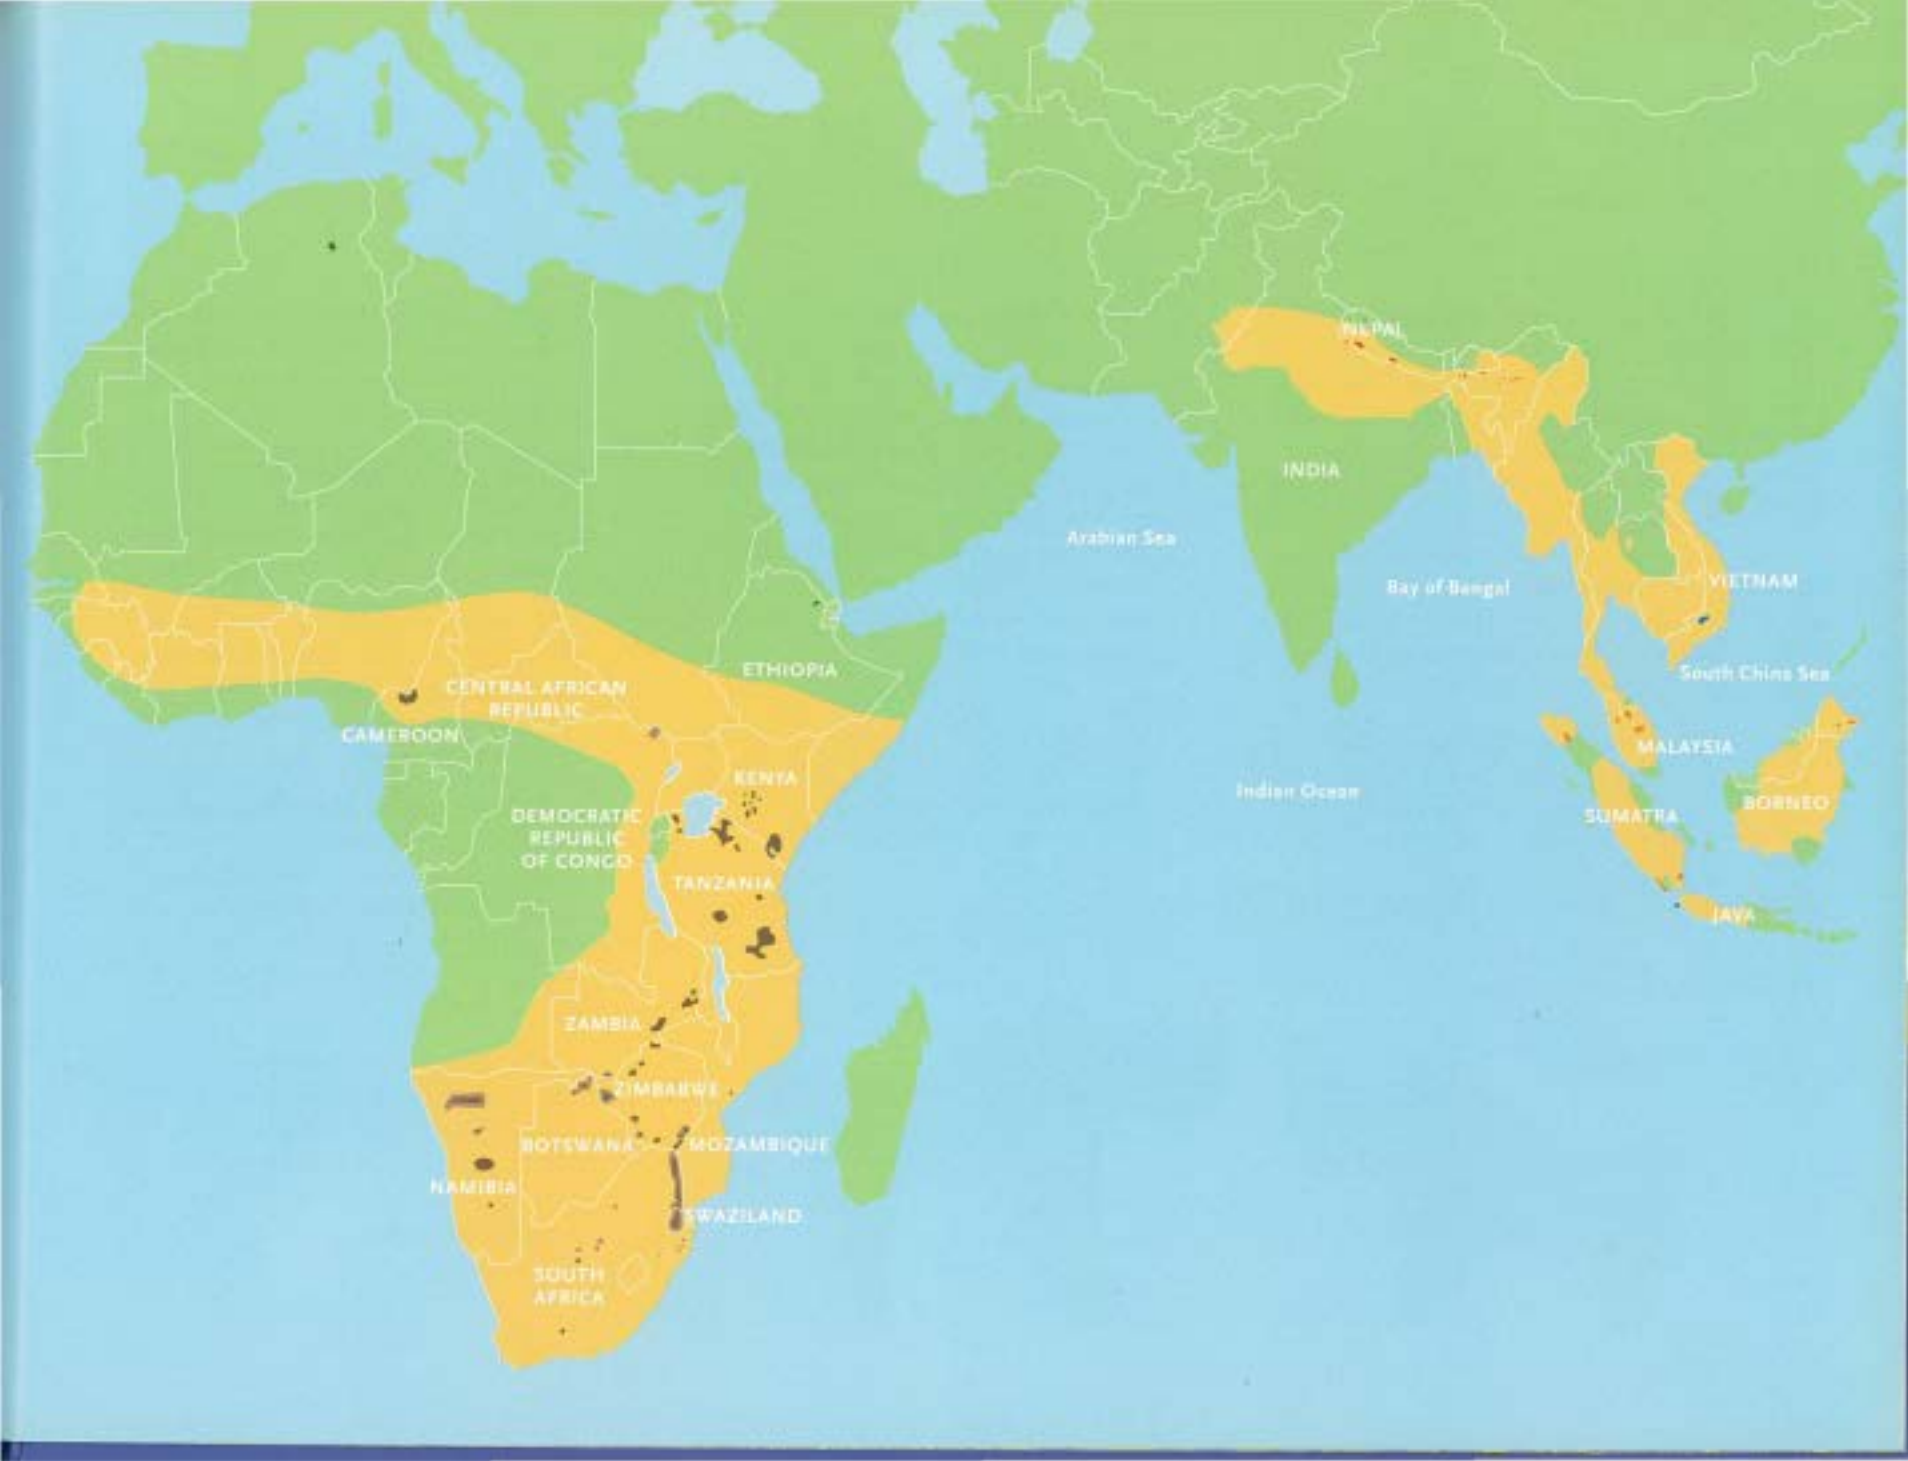 NEPAL
INDIA
Arabian Sea
Bay of Bengal
VIETNAM
ETHIOPIA
South China Sea
CENTRAL AFRICAN
REPUBLIC
CAMEROON
MALAYSIA
KENYA
Indian Ocean
BORNEO
DEMOCRATIC
REPUBLIC
OF CONGO
SUMATRA
TANZANIA
JAVA
ZAMBIA
ZIMBABWE
BOTSWANA
MOZAMBIQUE
NAMIBIA
SWAZILAND
SOUTH
AFRICA